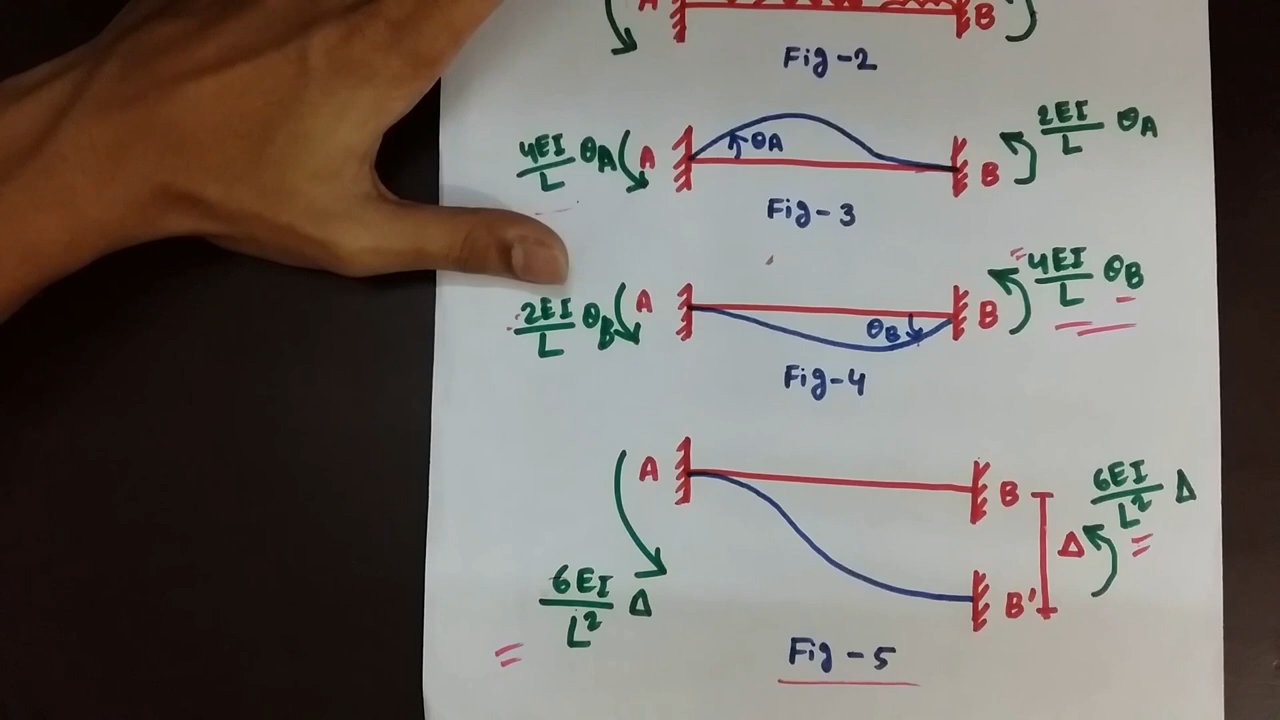 A B
Fig-2
4EI/L θA A θA B 2EI/L θA
Fig-3
2EI/L θB A θB B 4EI/L θB
Fig-4
A B 6EI/L² Δ
Δ
6EI/L² Δ B'
Fig-5